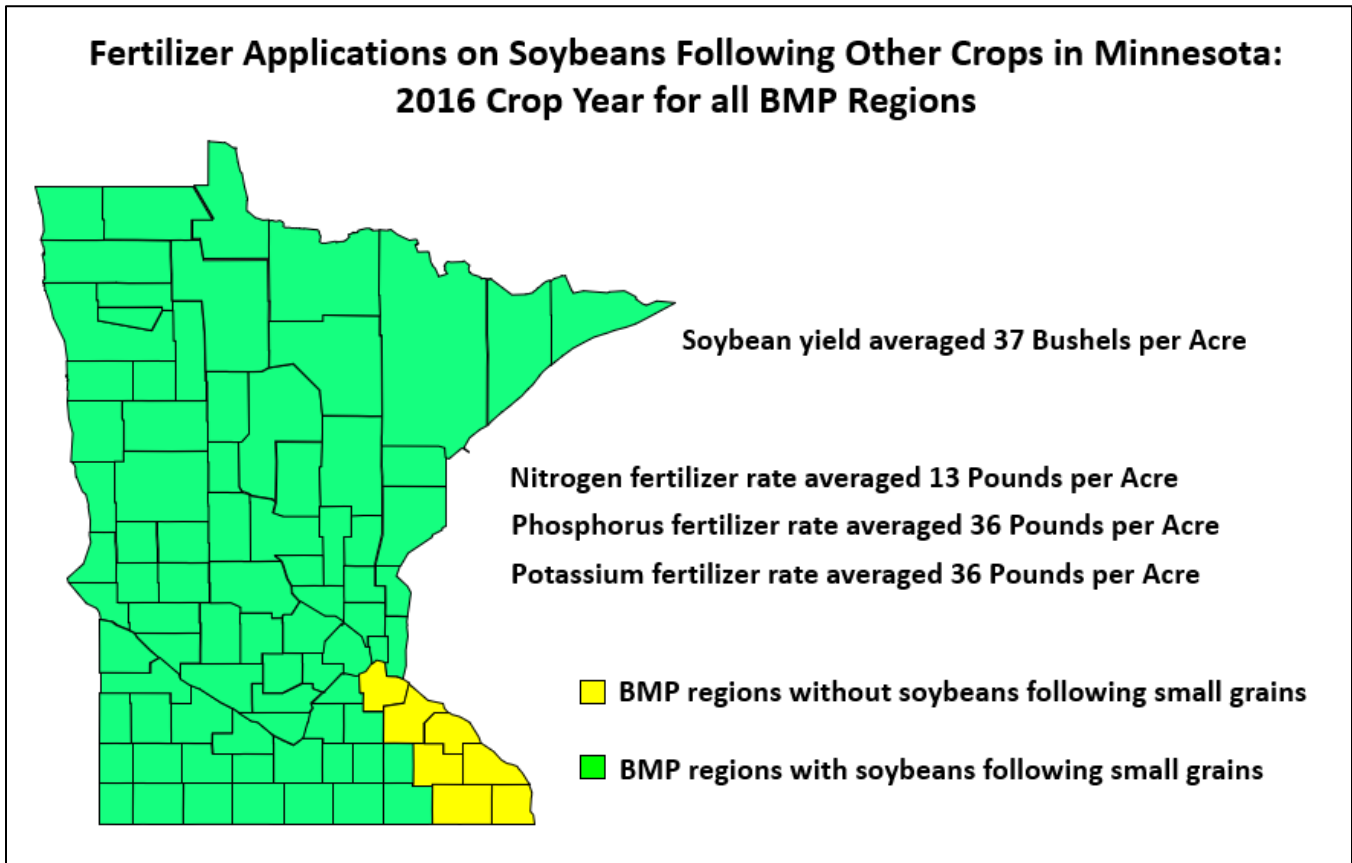 Fertilizer Applications on Soybeans Following Other Crops in Minnesota:
2016 Crop Year for all BMP Regions
Soybean yield averaged 37 Bushels per Acre
Nitrogen fertilizer rate averaged 13 Pounds per Acre
Phosphorus fertilizer rate averaged 36 Pounds per Acre
Potassium fertilizer rate averaged 36 Pounds per Acre
BMP regions without soybeans following small grains
BMP regions with soybeans following small grains